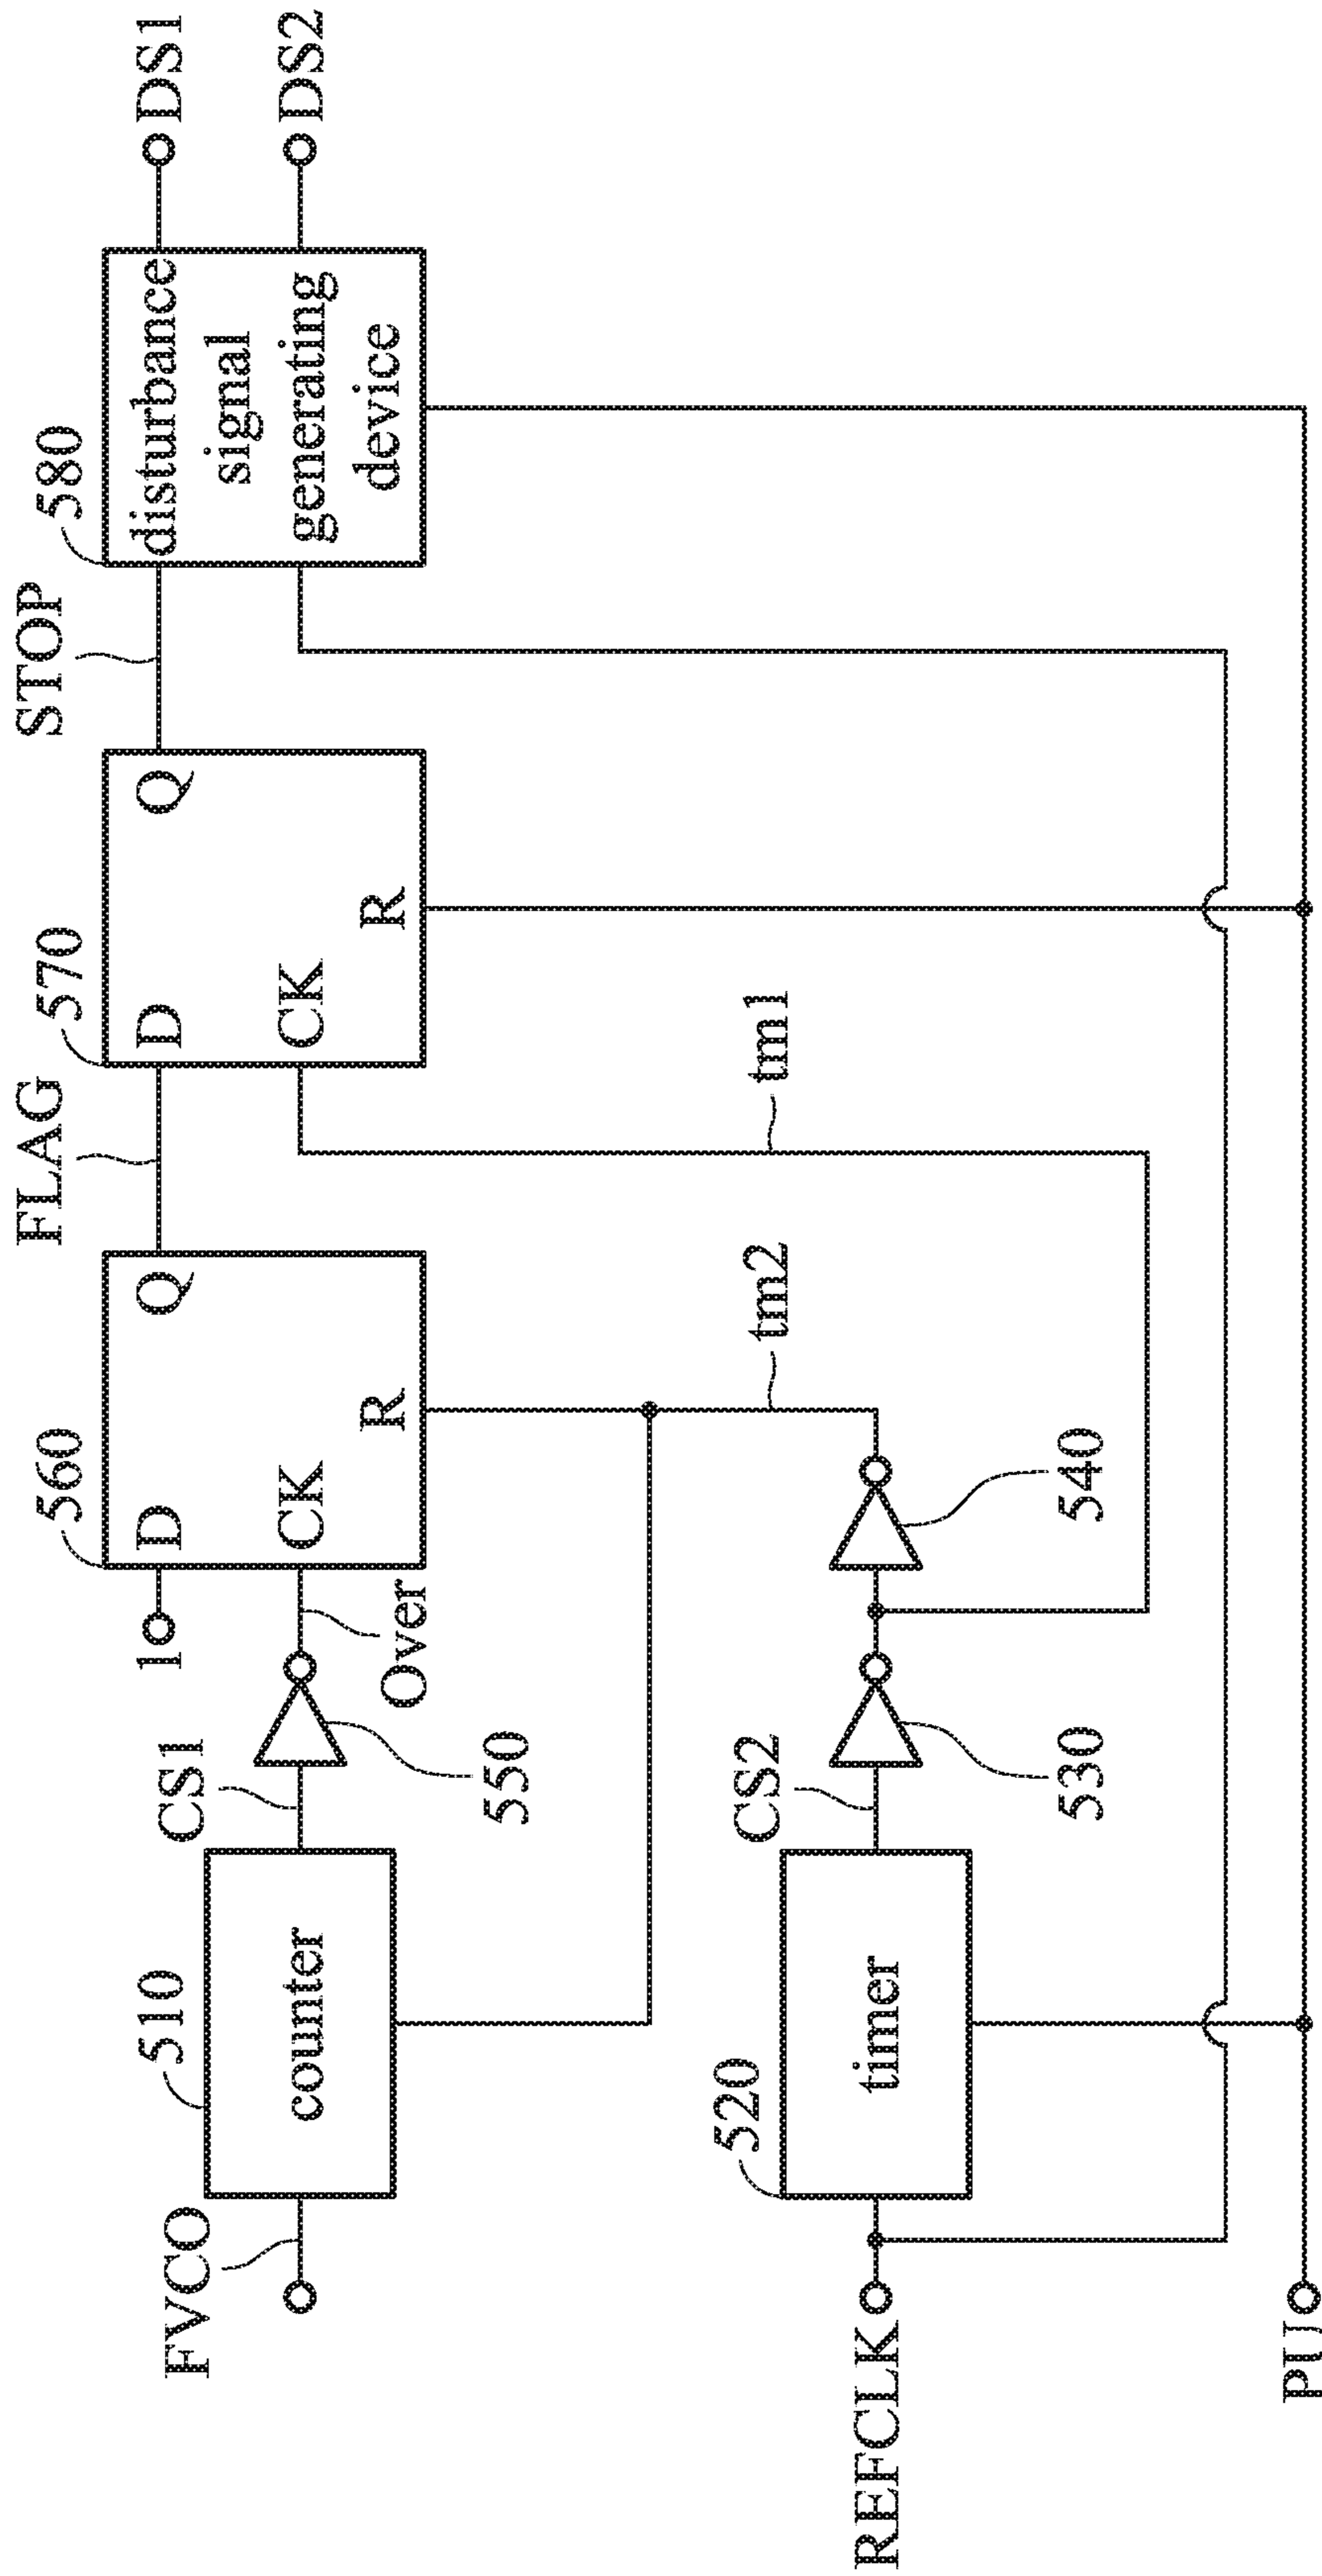 FVCO
510
counter
CS1
550
Over
1
560
D
Q
CK
R
FLAG
570
D
Q
CK
R
STOP
580
disturbance
signal
generating
device
DS1
DS2
REFCLK
520
timer
CS2
530
540
tm2
tm1
PU